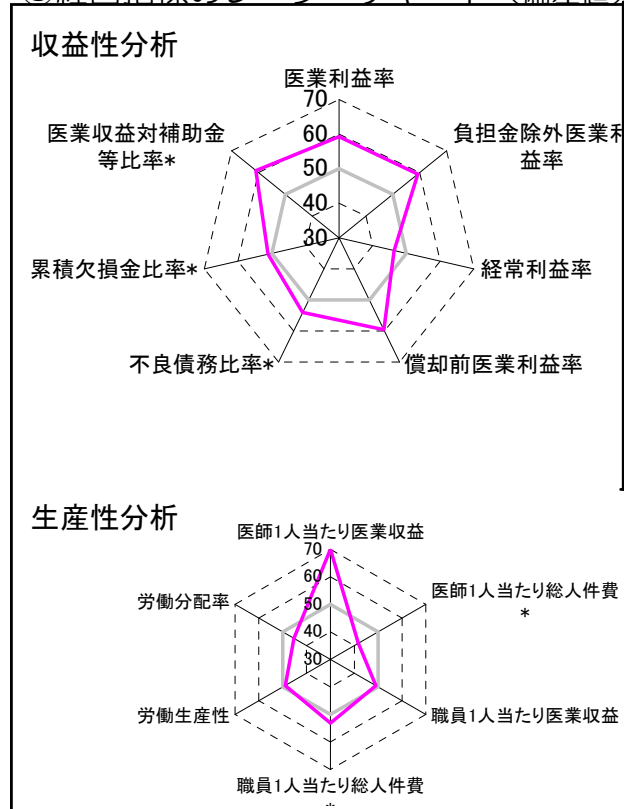 収益性分析
医業利益率
70
60
50
40
30
負担金除外医業利
益率
経常利益率
償却前医業利益率
不良債務比率*
累積欠損金比率*
医業収益対補助金
等比率*
生産性分析
医師1人当たり医業収益
70
60
50
40
30
医師1人当たり総人件費
*
職員1人当たり医業収益
職員1人当たり総人件費
*
労働生産性
労働分配率